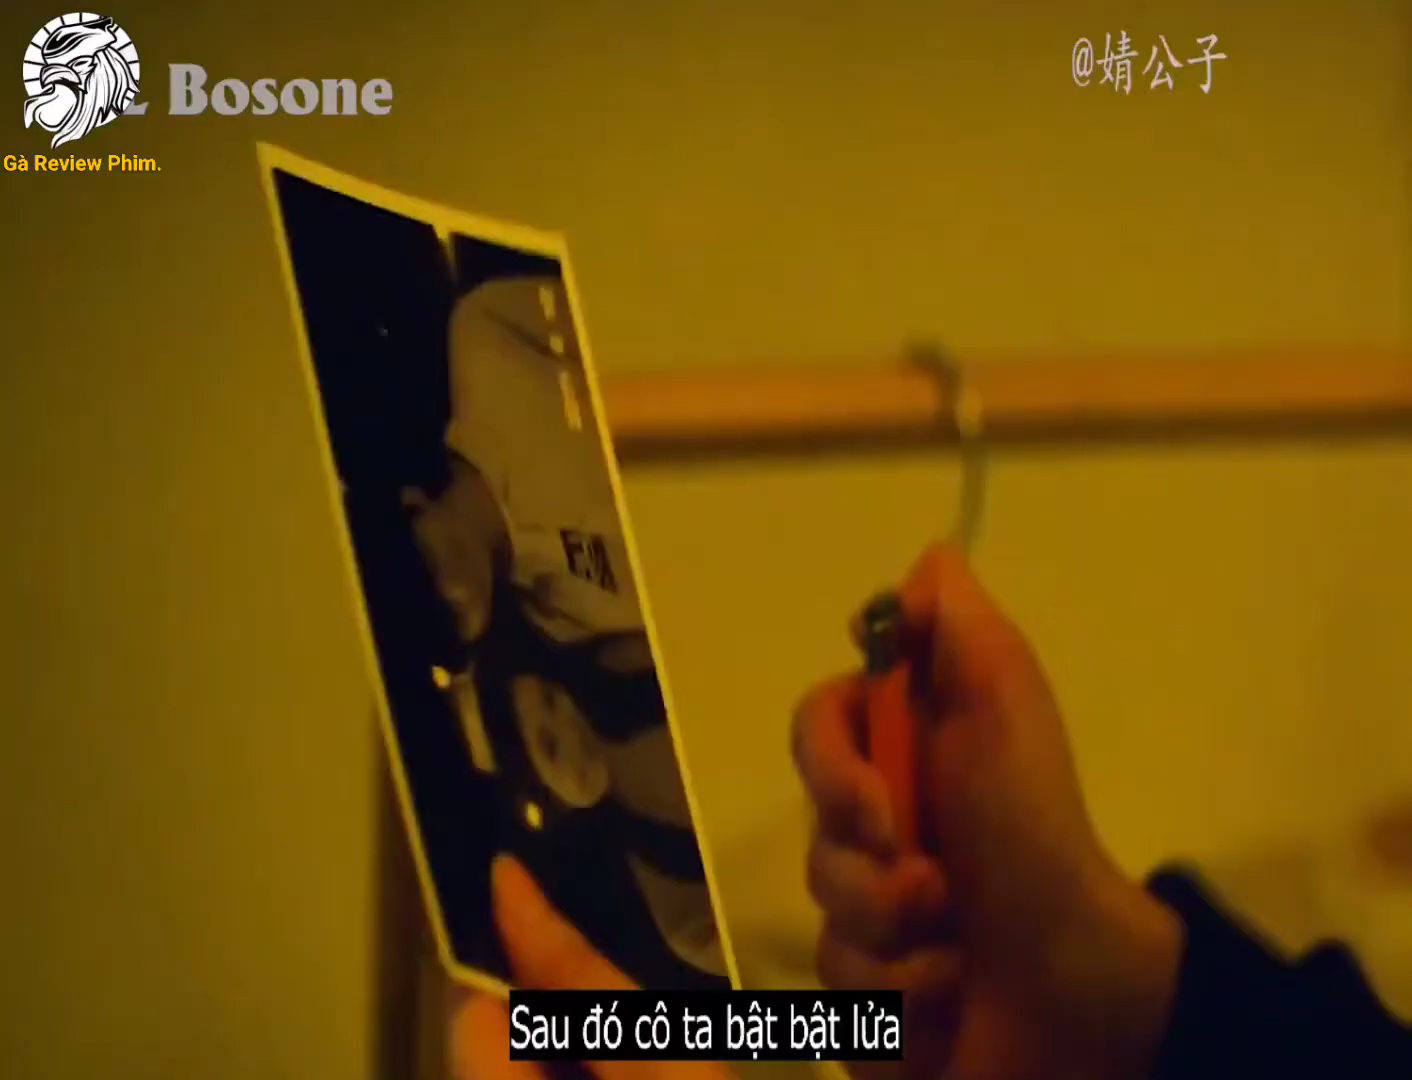 Bosone
@婧公子
Gà Review Phim.
Sau đó cô ta bật bật lửa